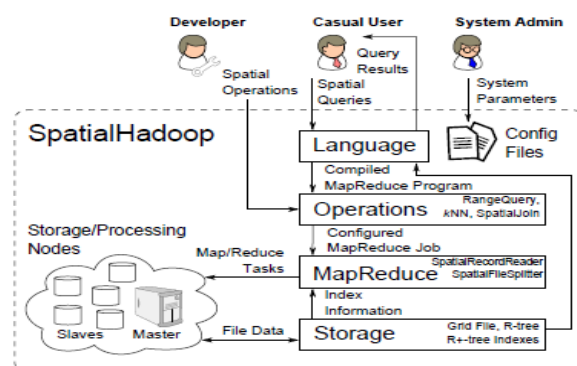 Developer
Casual User
System Admin
Spatial
Operations
Spatial
Queries
Query
Results
System
Parameters
SpatialHadoop
Language
Config
Files
Compiled
MapReduce Program
Operations
RangeQuery,
kNN, SpatialJoin
Storage/Processing
Nodes
Configured
MapReduce Job
Map/Reduce
Tasks
MapReduce
SpatialRecordReader
SpatialFileSplitter
Index
Information
Slaves
Master
File Data
Storage
Grid File, R-tree
R+-tree Indexes